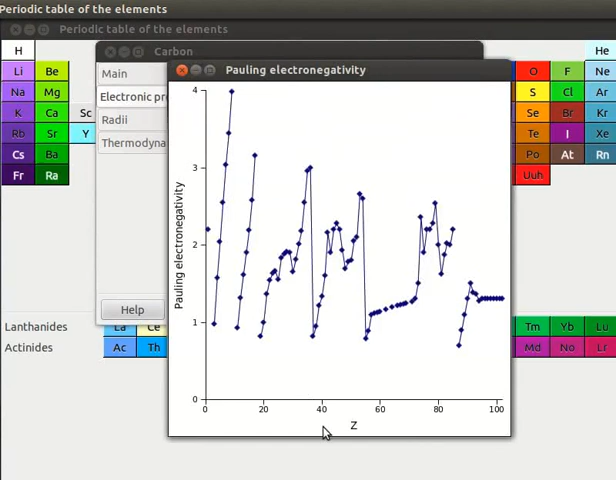 Periodic table of the elements
Periodic table of the elements
H
He
Carbon
Pauling electronegativity
Li Be
O F Ne
Main
Na Mg
S Cl Ar
Electronic pr
K Ca Sc
Se Br Kr
Radii
Rb Sr Y
Te I Xe
Thermodyna
Cs Ba
Po At Rn
Fr Ra
Uuh
Pauling electronegativity
4
3
2
1
0
0 20 40 60 80 100
Z
Help
Lanthanides La Ce
Tm Yb Lu
Actinides Ac Th
Md No Lr